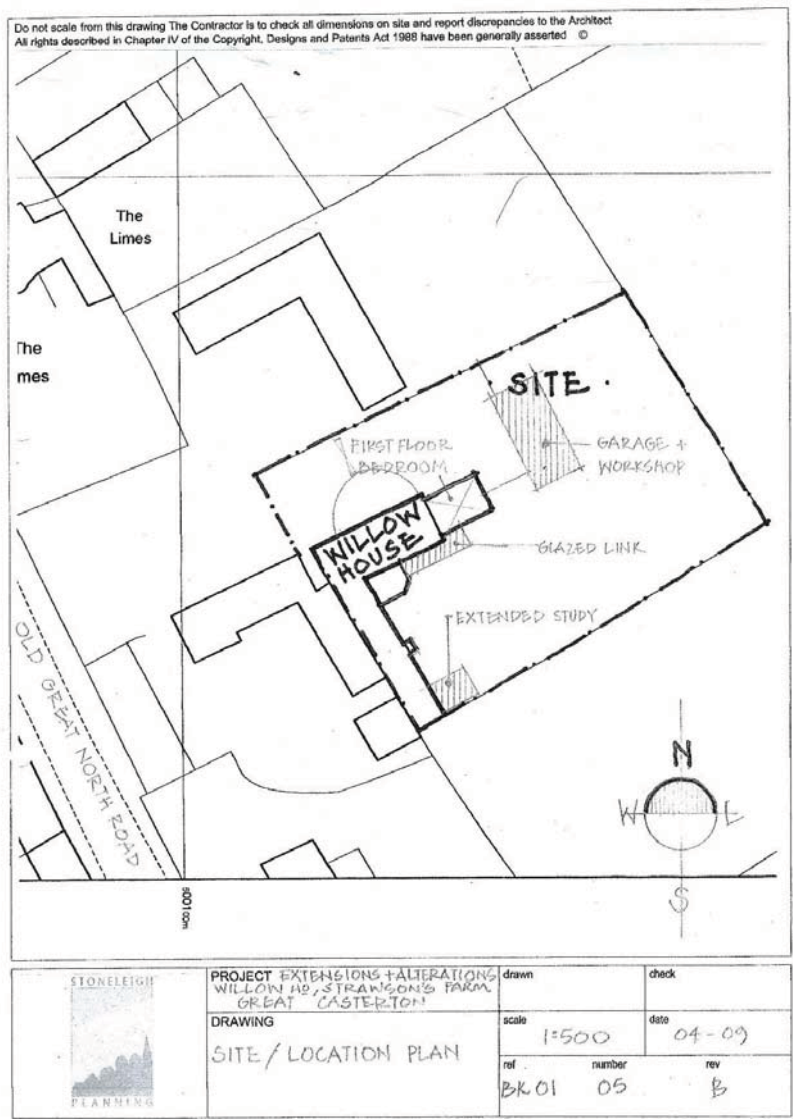 Do not scale from this drawing The Contractor is to check all dimensions on site and report discrepancies to the Architect
All rights described in Chapter IV of the Copyright, Designs and Patents Act 1988 have been generally asserted ©
The
Limes
The
mes
SITE
FIRST FLOOR
BEDROOM
GARAGE +
WORKSHOP
WILLOW
HOUSE
GLAZED LINK
EXTENDED STUDY
OLD GREAT NORTH ROAD
N
W E
S
STONELEIGH
PLANNING
PROJECT EXTENSIONS + ALTERATIONS
WILLOW HO, STRAWSON'S FARM
GREAT CASTERTON
DRAWING
SITE / LOCATION PLAN
drawn
check
scale
1:500
date
04-09
ref number rev
BK 01 05 B